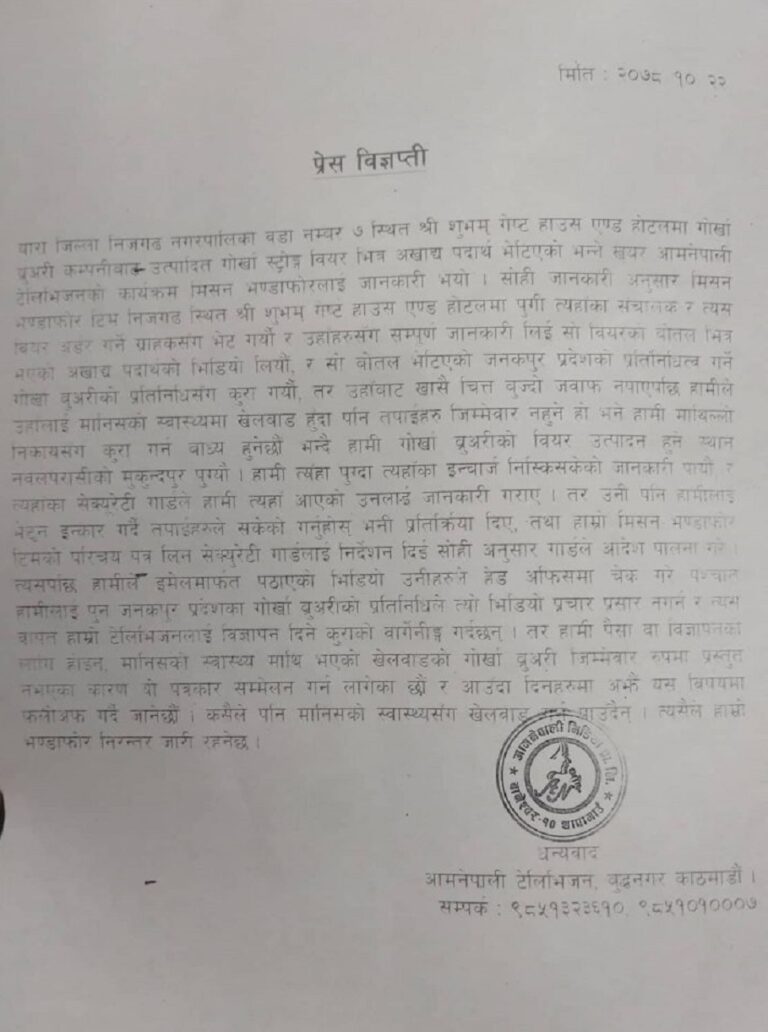 मिति : २०७८ १० २२
प्रेस विज्ञप्ती
बारा जिल्ला निजगढ नगरपालिका वडा नम्बर ७ स्थित श्री शुभम् गेष्ट हाउस एण्ड होटलमा गोर्खा
ब्रुअरी कम्पनीबाट उत्पादित गोर्खा स्ट्रोङ्ग वियर भित्र अखाद्य पदार्थ भेटिएको भन्ने खबर आमनेपाली
टेलिभिजनको कार्यक्रम मिसन भण्डाफोरलाई जानकारी भयो । सोही जानकारी अनुसार मिसन
भण्डाफोर टिम निजगढ स्थित श्री शुभम गेष्ट हाउस एण्ड होटलमा पुगी त्यहाँका संचालक र त्यस
बियर अर्डर गर्ने ग्राहकसंग भेट गर्यौ र उहाँहरुसंग सम्पुर्ण जानकारी लिई सो वियरको बोतल भित्र
भएको अखाद्य पदार्थको भिडियो लियौं, र सो बोतल भेटिएको जनकपुर प्रदेशको प्रतिनिधित्व गर्ने
गोर्खा ब्रुअरीको प्रतिनिधिसंग कुरा गर्यौ, तर उहाँबाट खासै चित्त बुज्दो जवाफ नपाएपछि हामीले
उहाँलाई मानिसको स्वास्थ्यमा खेलवाड हुदा पनि तपाईहरु जिम्मेवार नहुने हो भने हामी माथिल्लो
निकायसंग कुरा गर्न बाध्य हुनेछौ भन्दै हामी गोर्खा ब्रुअरीको वियर उत्पादन हुने स्थान
नवलपरासीको मुकुन्दपुर पुग्यौ । हामी त्यहा पुग्दा त्यहाँका इन्चार्ज निस्किसकेको जानकारी पायौ र
त्यहाका सेक्युरेटी गार्डले हामी त्यहाँ आएको उनलाई जानकारी गराए । तर उनी पनि हामीलाई
भेट्न इन्कार गर्दै तपाईहरुले सकेको गर्नुहोस् भनी प्रतिक्रिया दिए, तथा हाम्रो मिसन भण्डाफोर
टिमको परिचय पत्र लिन सेक्युरेटी गार्डलाई निर्देशन दिई सोही अनुसार गार्डले आदेश पालना गरे ।
त्यसपछि हामीले इमेलमार्फत पठाएको भिडियो उनीहरुले हेड अफिसमा चेक गरे पश्चात
हामीलाई पुन जनकपुर प्रदेशका गोर्खा ब्रुअरीको प्रतिनिधिले त्यो भिडियो प्रचार प्रसार नगर्न र त्यस
वापत हाम्रो टेलिभिजनलाई विज्ञापन दिने कुराको वार्गेनीङ्ग गर्दछन् । तर हामी पैसा वा विज्ञापनका
लागि होइन, मानिसको स्वास्थ्य माथि भएको खेलवाडको गोर्खा ब्रुअरी जिम्मेवार रुपमा प्रस्तुत
नभएका कारण यो पत्रकार सम्मेलन गर्न लागेका छौ र आउदा दिनहरुमा अझै यस विषयमा
फलोअफ गर्दै जानेछौं । कसैले पनि मानिसको स्वास्थ्यसंग खेलवाड गर्न पाउँदैन । त्यसैले हाम्रो
भण्डाफोर निरन्तर जारी रहनेछ ।
आमनेपाली मिडिया प्रा. लि.
वानेश्वर-१०
धन्यवाद
आमनेपाली टेलिभिजन, बुद्धनगर काठमाडौं ।
सम्पर्क : ९८५१३२३६१०, ९८५१०१०००७